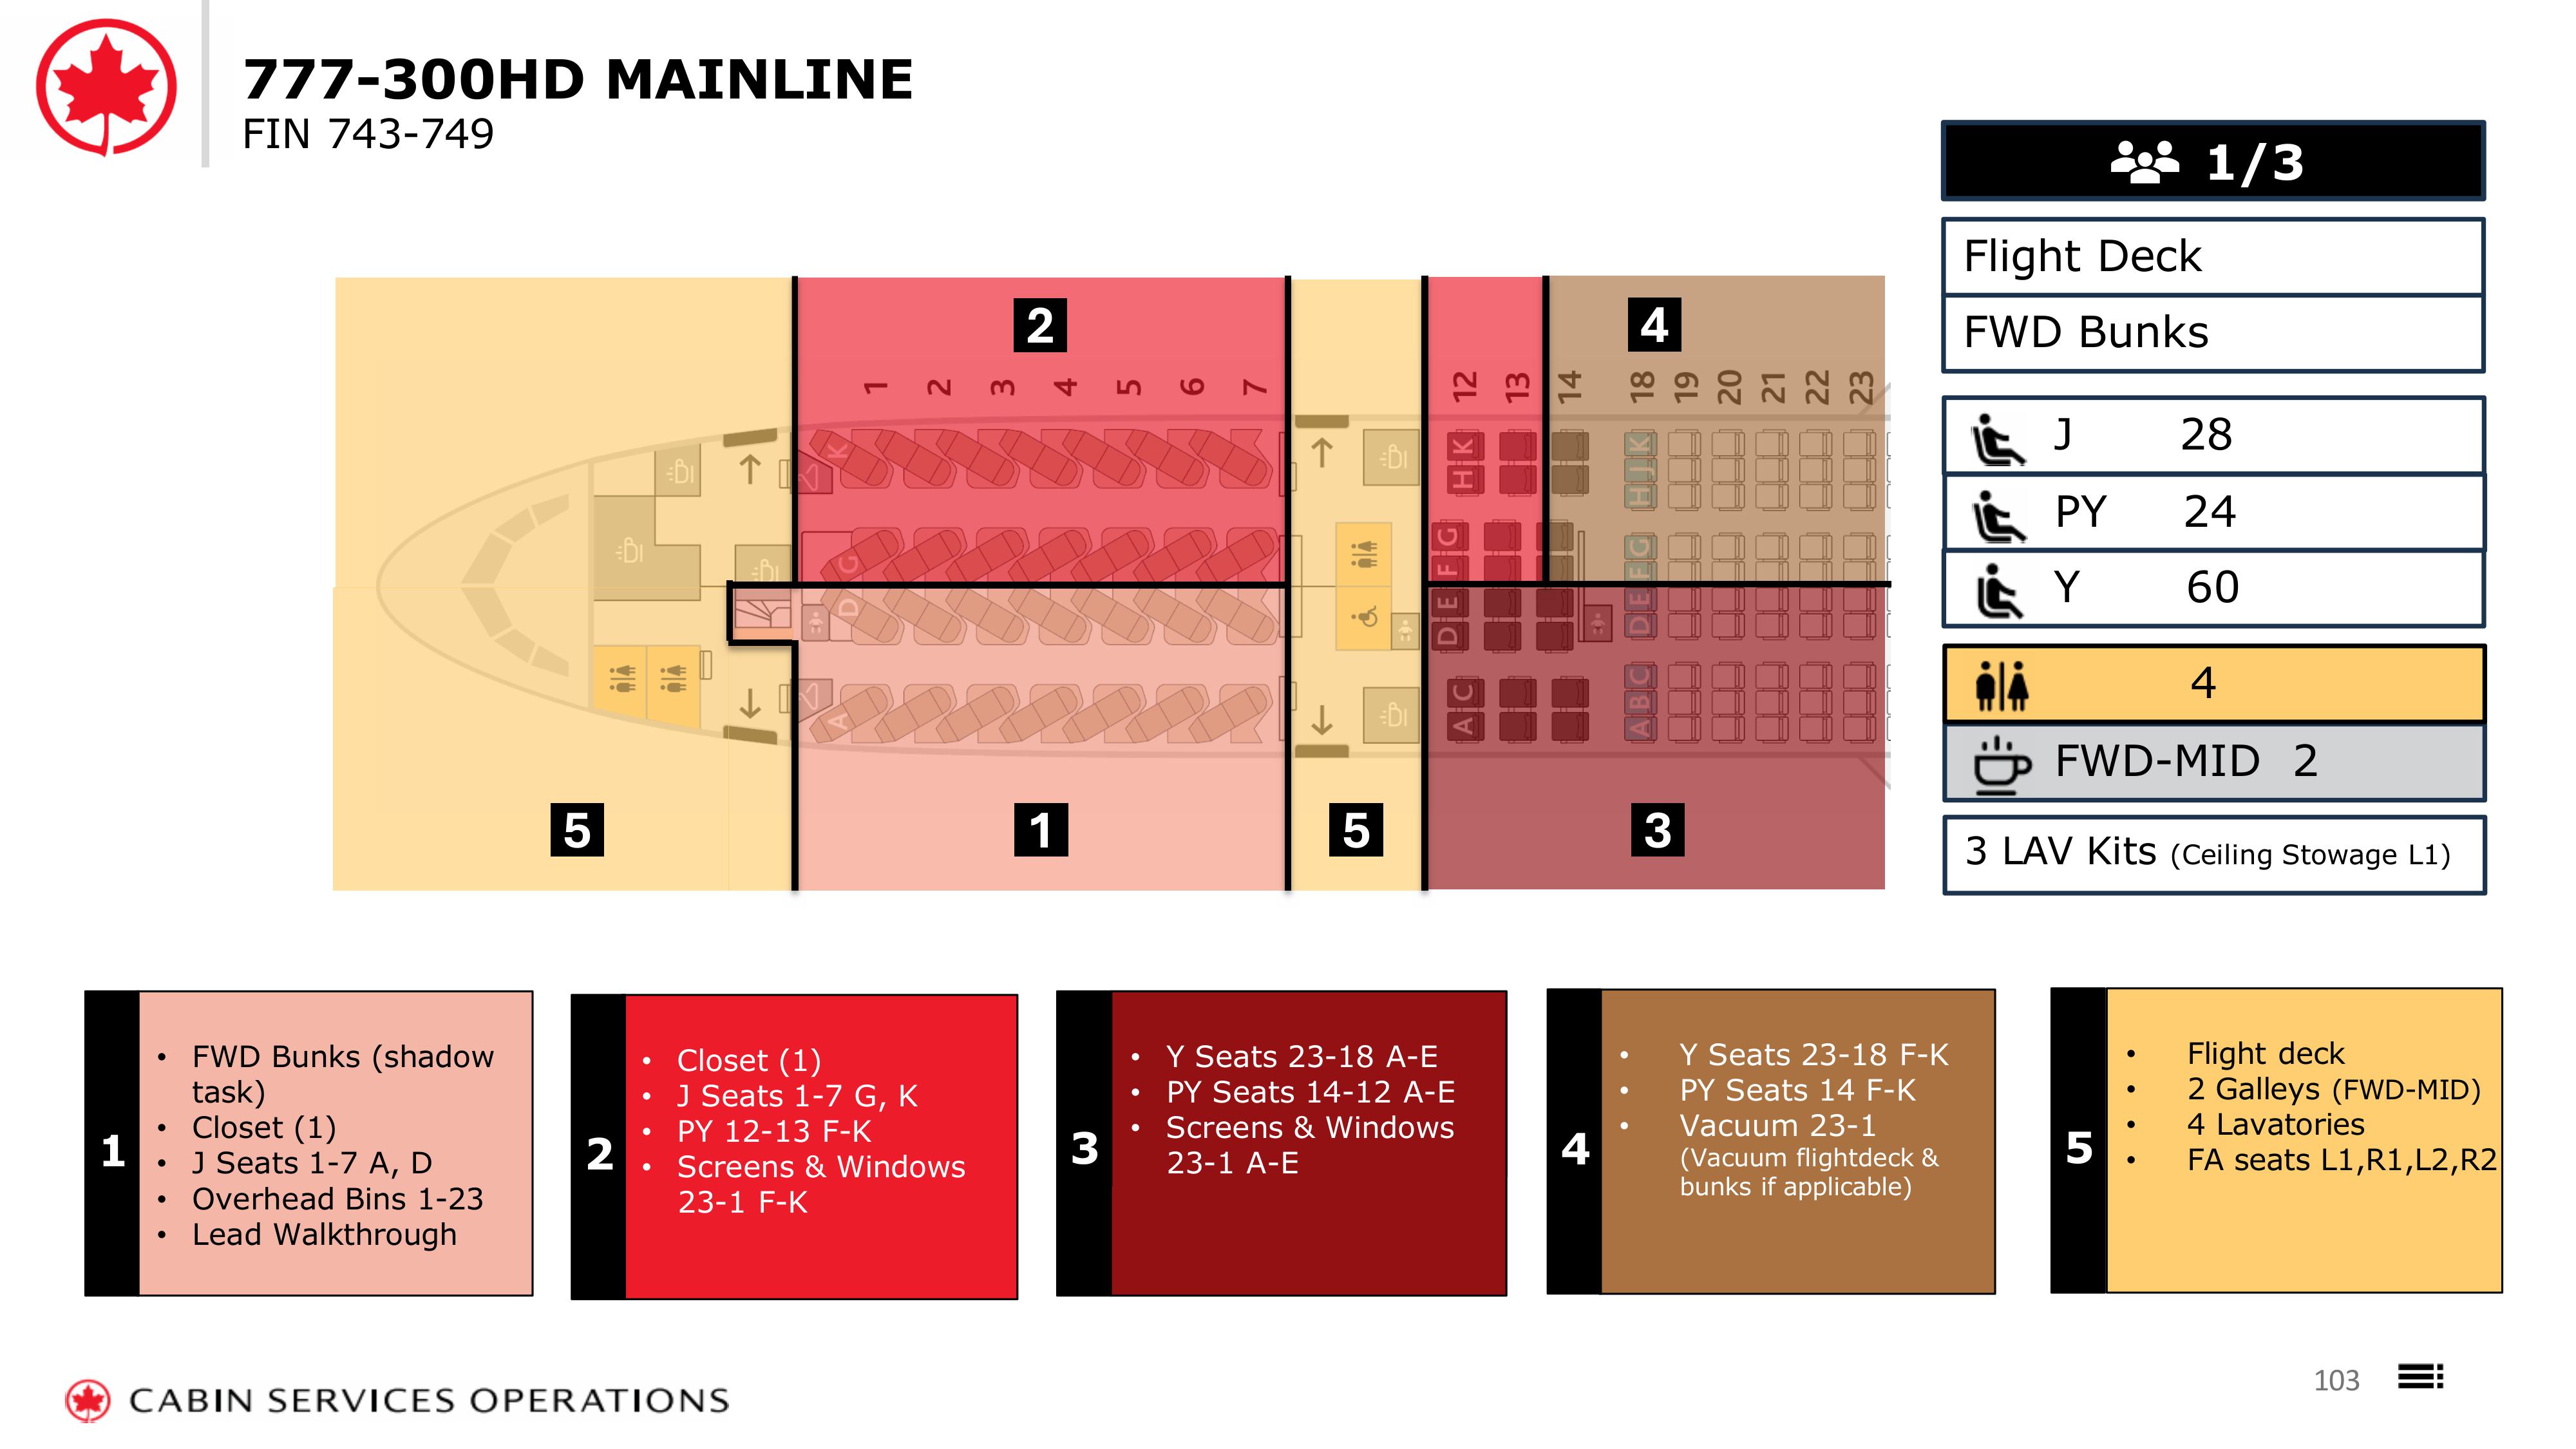 777-300HD MAINLINE
FIN 743-749
1/3
Flight Deck
FWD Bunks
J 28
PY 24
Y 60
4
FWD-MID 2
3 LAV Kits (Ceiling Stowage L1)
2
4
1 2 3 4 5 6 7 12 13 14 18 19 20 21 22 23
K
H K
H J K
G
F G
F G
D
D E
D E
A
A C
A B C
5
1
5
3
1
• FWD Bunks (shadow
task)
• Closet (1)
• J Seats 1-7 A, D
• Overhead Bins 1-23
• Lead Walkthrough
2
• Closet (1)
• J Seats 1-7 G, K
• PY 12-13 F-K
• Screens & Windows
23-1 F-K
3
• Y Seats 23-18 A-E
• PY Seats 14-12 A-E
• Screens & Windows
23-1 A-E
4
• Y Seats 23-18 F-K
• PY Seats 14 F-K
• Vacuum 23-1
(Vacuum flightdeck &
bunks if applicable)
5
• Flight deck
• 2 Galleys (FWD-MID)
• 4 Lavatories
• FA seats L1,R1,L2,R2
CABIN SERVICES OPERATIONS
103